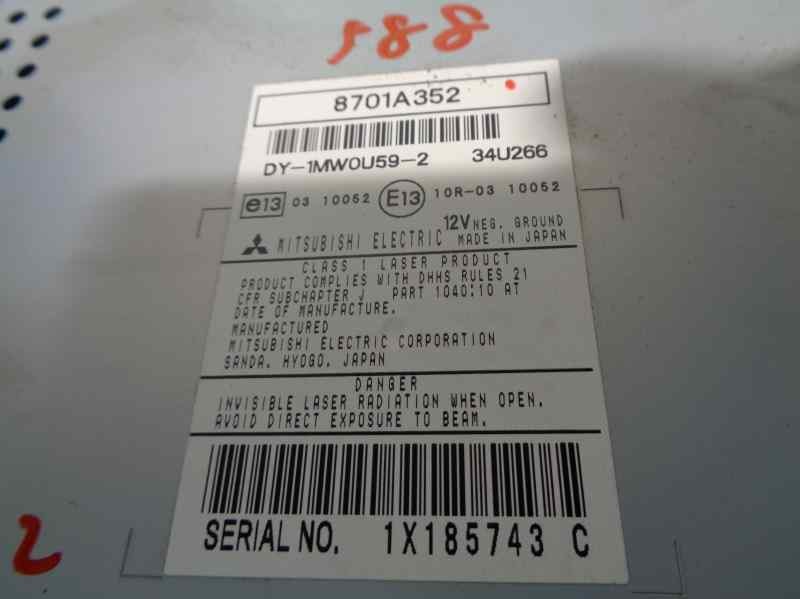 588
8701A352
DY-1MW0U59-2 34U266
e13 03 10052 E13 10R-03 10052
12V NEG. GROUND
MITSUBISHI ELECTRIC MADE IN JAPAN
CLASS 1 LASER PRODUCT
PRODUCT COMPLIES WITH DHHS RULES 21
CFR SUBCHAPTER J PART 1040:10 AT
DATE OF MANUFACTURE.
MANUFACTURED
MITSUBISHI ELECTRIC CORPORATION
SANDA, HYOGO, JAPAN
DANGER
INVISIBLE LASER RADIATION WHEN OPEN.
AVOID DIRECT EXPOSURE TO BEAM.
SERIAL NO. 1X185743 C
2